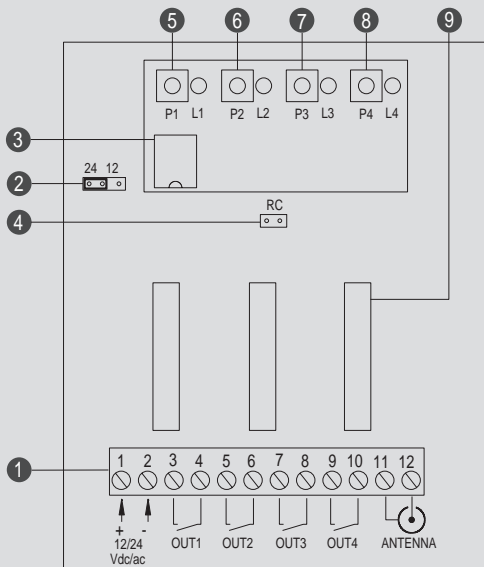 5 6 7 8 9
P1 L1 P2 L2 P3 L3 P4 L4
3
24 12
2
RC
4
1
1 2 3 4 5 6 7 8 9 10 11 12
+ -
12/24
Vdc/ac
OUT1 OUT2 OUT3 OUT4 ANTENNA